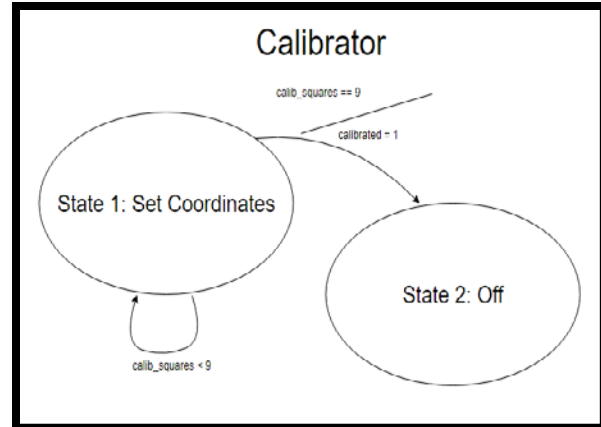 Calibrator
calib_squares == 9
calibrated = 1
State 1: Set Coordinates
State 2: Off
calib_squares < 9